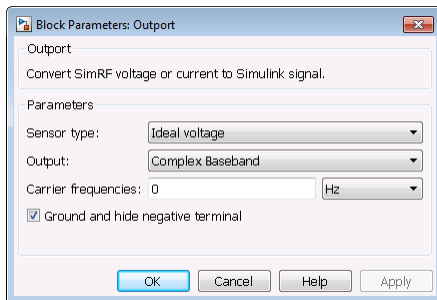 Block Parameters: Outport
Outport
Convert SimRF voltage or current to Simulink signal.
Parameters
Sensor type: Ideal voltage
Output: Complex Baseband
Carrier frequencies: 0 Hz
Ground and hide negative terminal
OK Cancel Help Apply